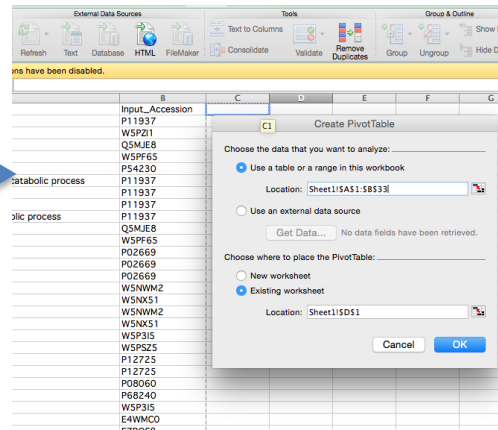 External Data Sources Tools Group & Outline
Text to Columns Show
Consolidate Hide D
Refresh Text Database HTML FileMaker Validate Remove Duplicates Group Ungroup
ons have been disabled.
B C D E F G
Input_Accession
P11937
W5PZI1
Q5MJE8
W5PF65
P54230
catabolic process P11937
P11937
P11937
olic process P11937
Q5MJE8
W5PF65
P02669
P02669
P02669
W5NWM2
W5NX51
W5NWM2
W5NX51
W5P3I5
W5PSZ5
P12725
P12725
P08060
P68240
W5P3I5
E4WMC0
C1
Create PivotTable
Choose the data that you want to analyze:
Use a table or a range in this workbook
Location: Sheet1!$A$1:$B$33
Use an external data source
Get Data... No data fields have been retrieved.
Choose where to place the PivotTable:
New worksheet
Existing worksheet
Location: Sheet1!$D$1
Cancel OK